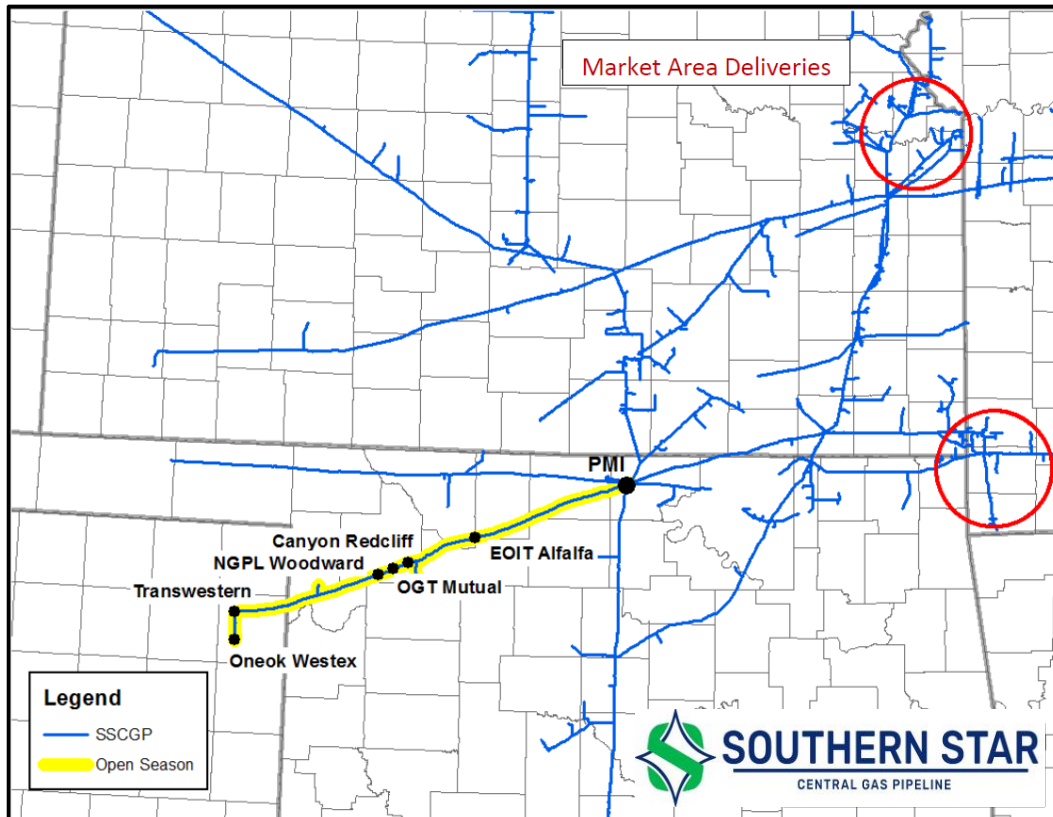 Market Area Deliveries
PMI
Canyon Redcliff
EOIT Alfalfa
NGPL Woodward
OGT Mutual
Transwestern
Oneok Westex
Legend
SSCGP
Open Season
SOUTHERN STAR
CENTRAL GAS PIPELINE